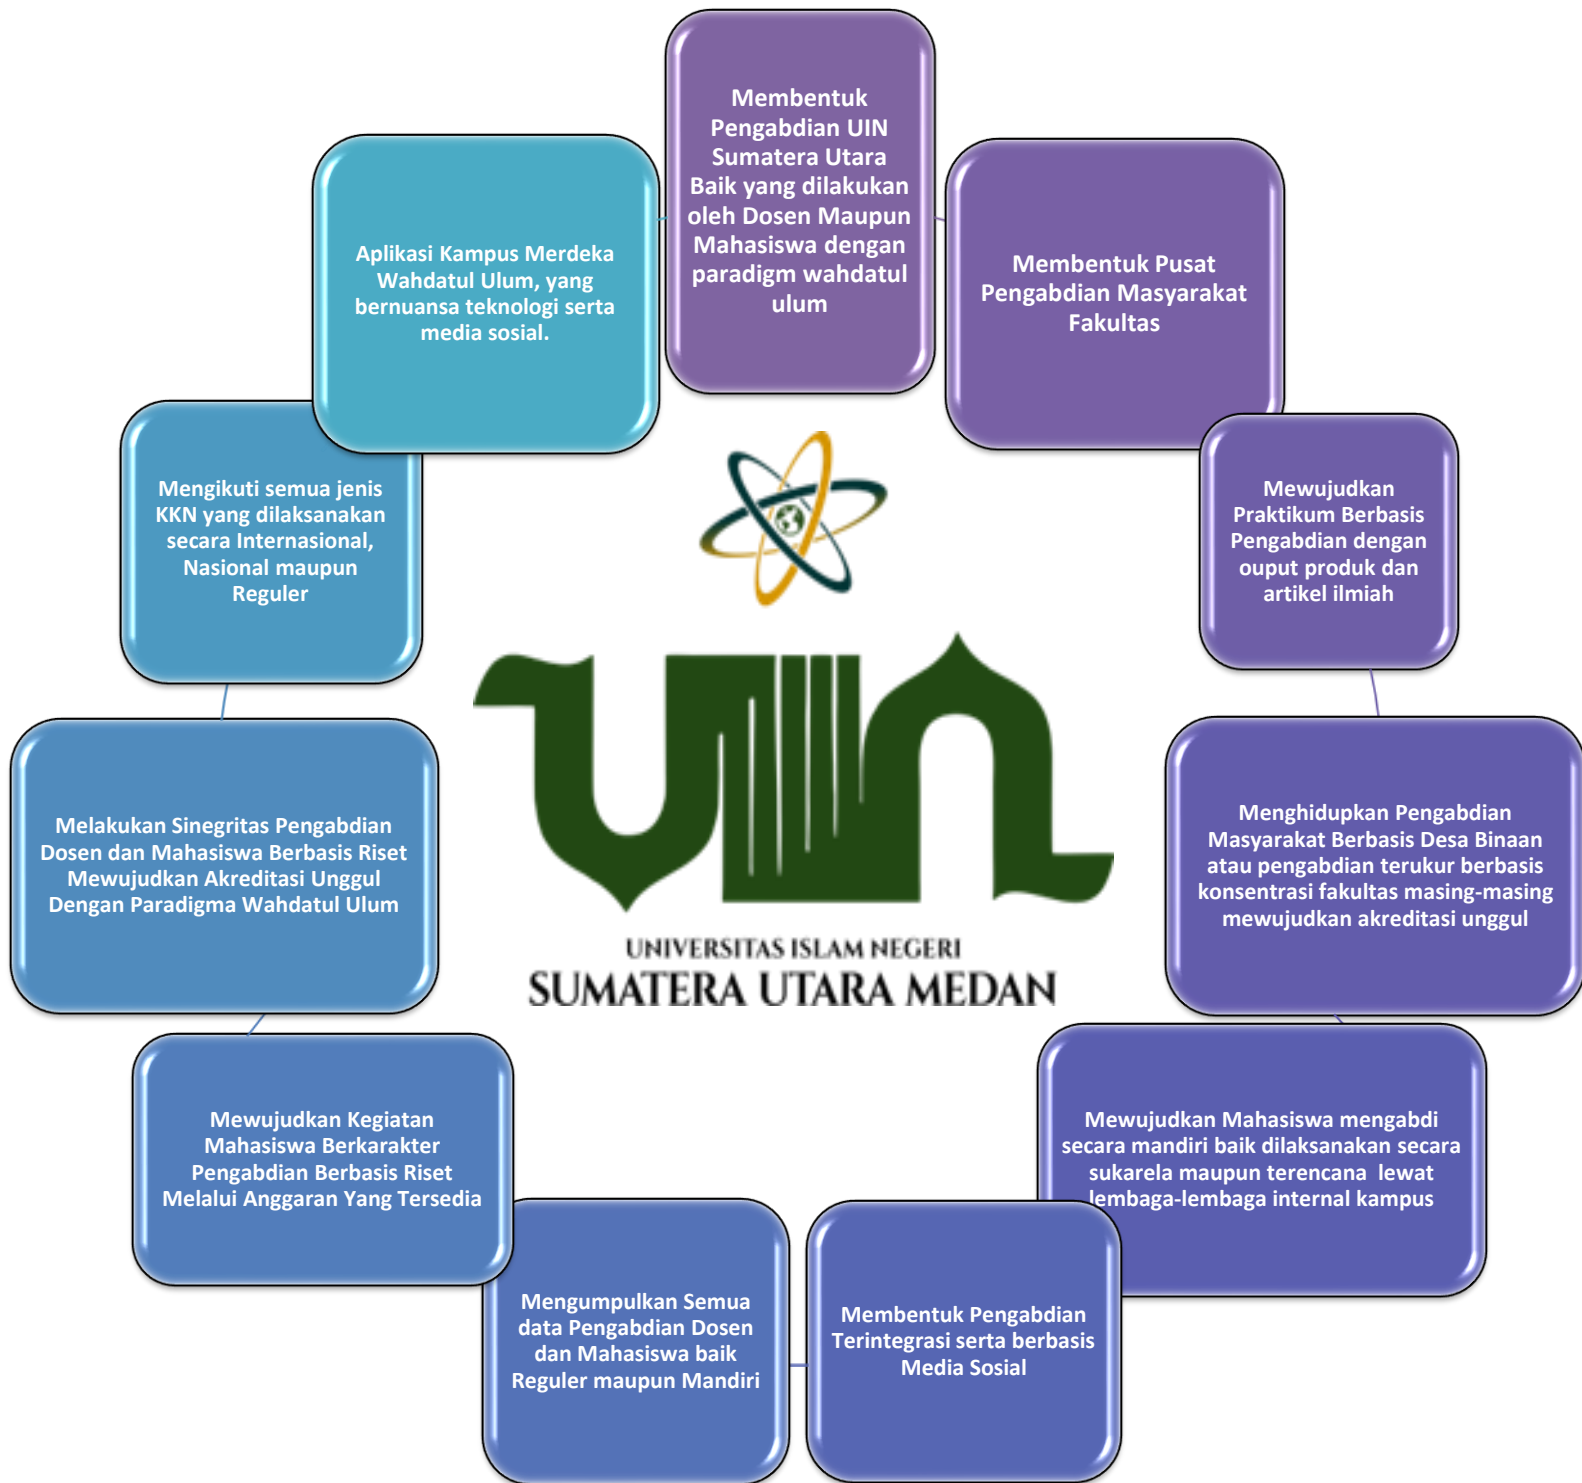 Membentuk
Pengabdian UIN
Sumatera Utara
Baik yang dilakukan
oleh Dosen Maupun
Mahasiswa dengan
paradigm wahdatul
ulum
Membentuk Pusat
Pengabdian Masyarakat
Fakultas
Mewujudkan
Praktikum Berbasis
Pengabdian dengan
ouput produk dan
artikel ilmiah
Menghidupkan Pengabdian
Masyarakat Berbasis Desa Binaan
atau pengabdian terukur berbasis
konsentrasi fakultas masing-masing
mewujudkan akreditasi unggul
Mewujudkan Mahasiswa mengabdi
secara mandiri baik dilaksanakan secara
sukarela maupun terencana  lewat
lembaga-lembaga internal kampus
Membentuk Pengabdian
Terintegrasi serta berbasis
Media Sosial
Mengumpulkan Semua
data Pengabdian Dosen
dan Mahasiswa baik
Reguler maupun Mandiri
Mewujudkan Kegiatan
Mahasiswa Berkarakter
Pengabdian Berbasis Riset
Melalui Anggaran Yang Tersedia
Melakukan Sinegritas Pengabdian
Dosen dan Mahasiswa Berbasis Riset
Mewujudkan Akreditasi Unggul
Dengan Paradigma Wahdatul Ulum
Mengikuti semua jenis
KKN yang dilaksanakan
secara Internasional,
Nasional maupun
Reguler
Aplikasi Kampus Merdeka
Wahdatul Ulum, yang
bernuansa teknologi serta
media sosial.
UIN
UNIVERSITAS ISLAM NEGERI
SUMATERA UTARA MEDAN